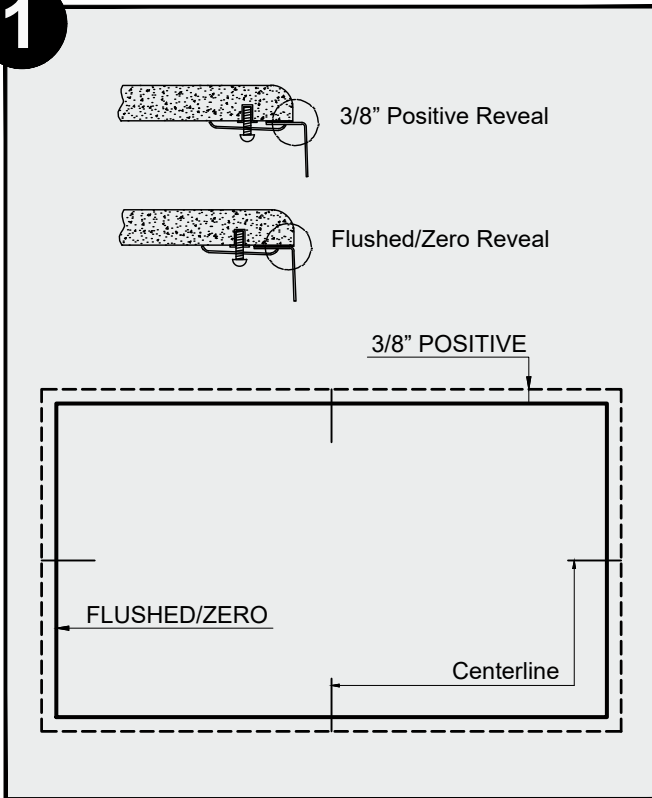 1
3/8” Positive Reveal
Flushed/Zero Reveal
3/8” POSITIVE
FLUSHED/ZERO
Centerline